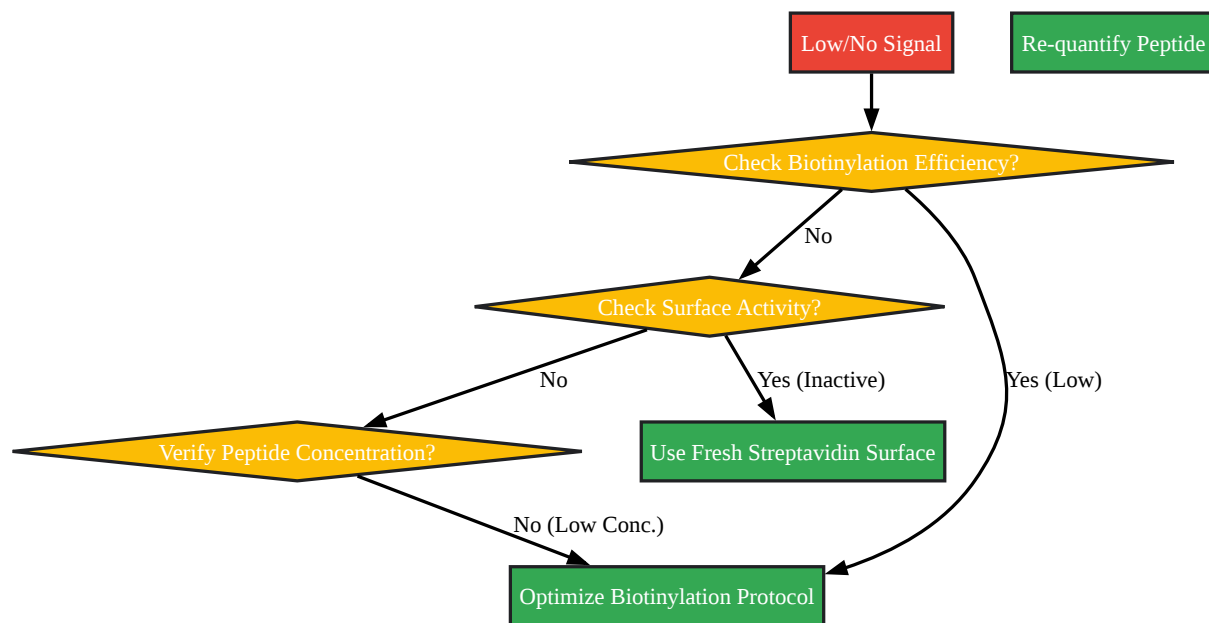 Low/No Signal
Re-quantify Peptide
Check Biotinylation Efficiency?
No
Check Surface Activity?
No
Yes (Inactive)
Yes (Low)
Verify Peptide Concentration?
Use Fresh Streptavidin Surface
No (Low Conc.)
Optimize Biotinylation Protocol